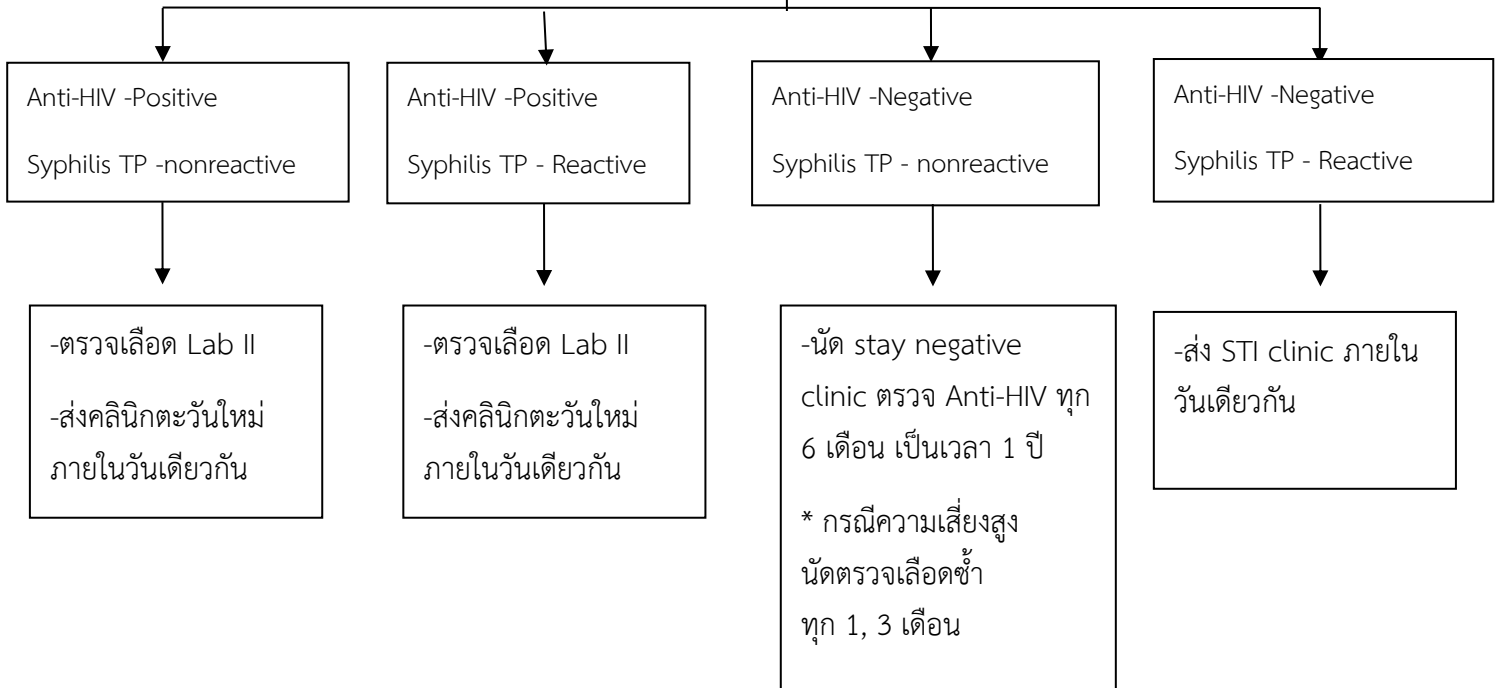 Anti-HIV -Positive
Syphilis TP -nonreactive
Anti-HIV -Positive
Syphilis TP - Reactive
Anti-HIV -Negative
Syphilis TP - nonreactive
Anti-HIV -Negative
Syphilis TP - Reactive
-ตรวจเลือด Lab II
-ส่งคลินิกตะวันใหม่
ภายในวันเดียวกัน
-ตรวจเลือด Lab II
-ส่งคลินิกตะวันใหม่
ภายในวันเดียวกัน
-นัด stay negative
clinic ตรวจ Anti-HIV ทุก
6 เดือน เป็นเวลา 1 ปี
* กรณีความเสี่ยงสูง
นัดตรวจเลือดซ้ำ
ทุก 1, 3 เดือน
-ส่ง STI clinic ภายใน
วันเดียวกัน